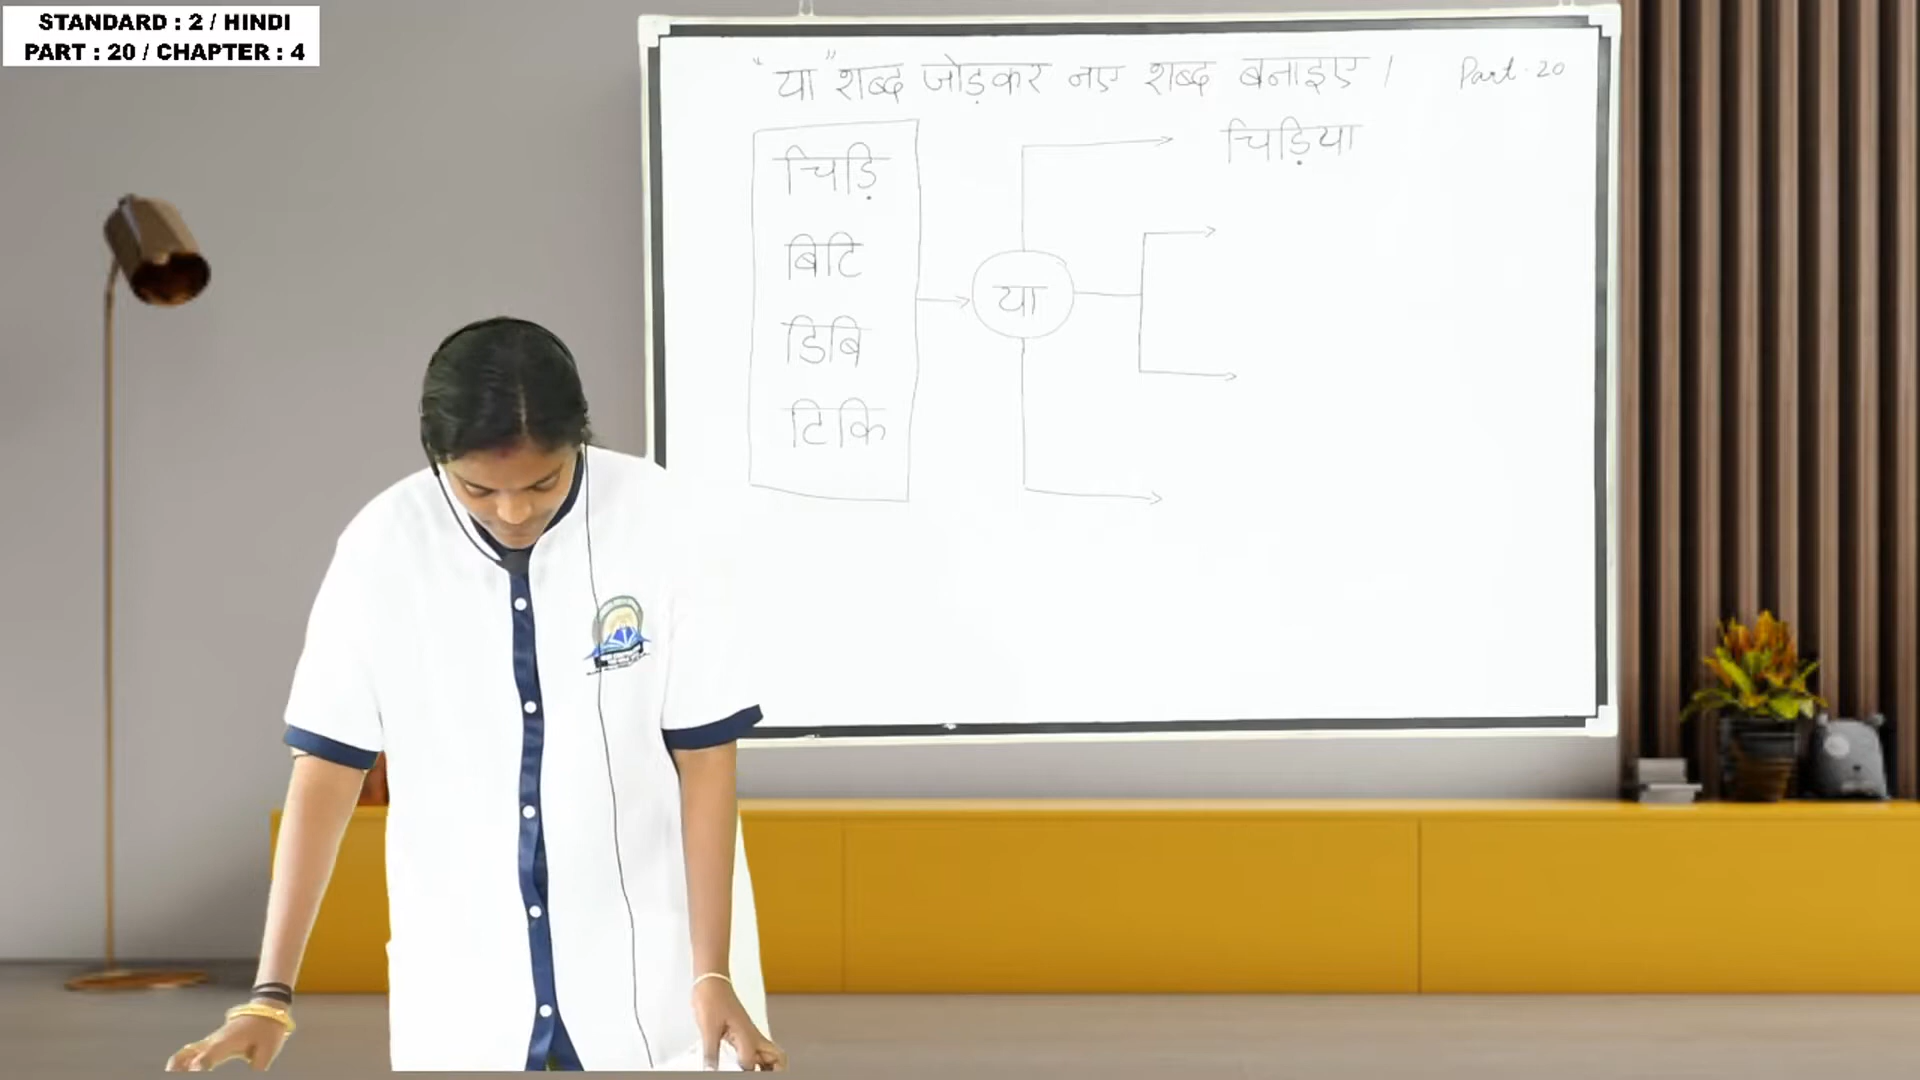 STANDARD : 2 / HINDI
PART : 20 / CHAPTER : 4
"या" शब्द जोड़कर नए शब्द बनाइए । Part - 20
चिड़ि
बिटि
डिबि
टिकि
या
चिड़िया